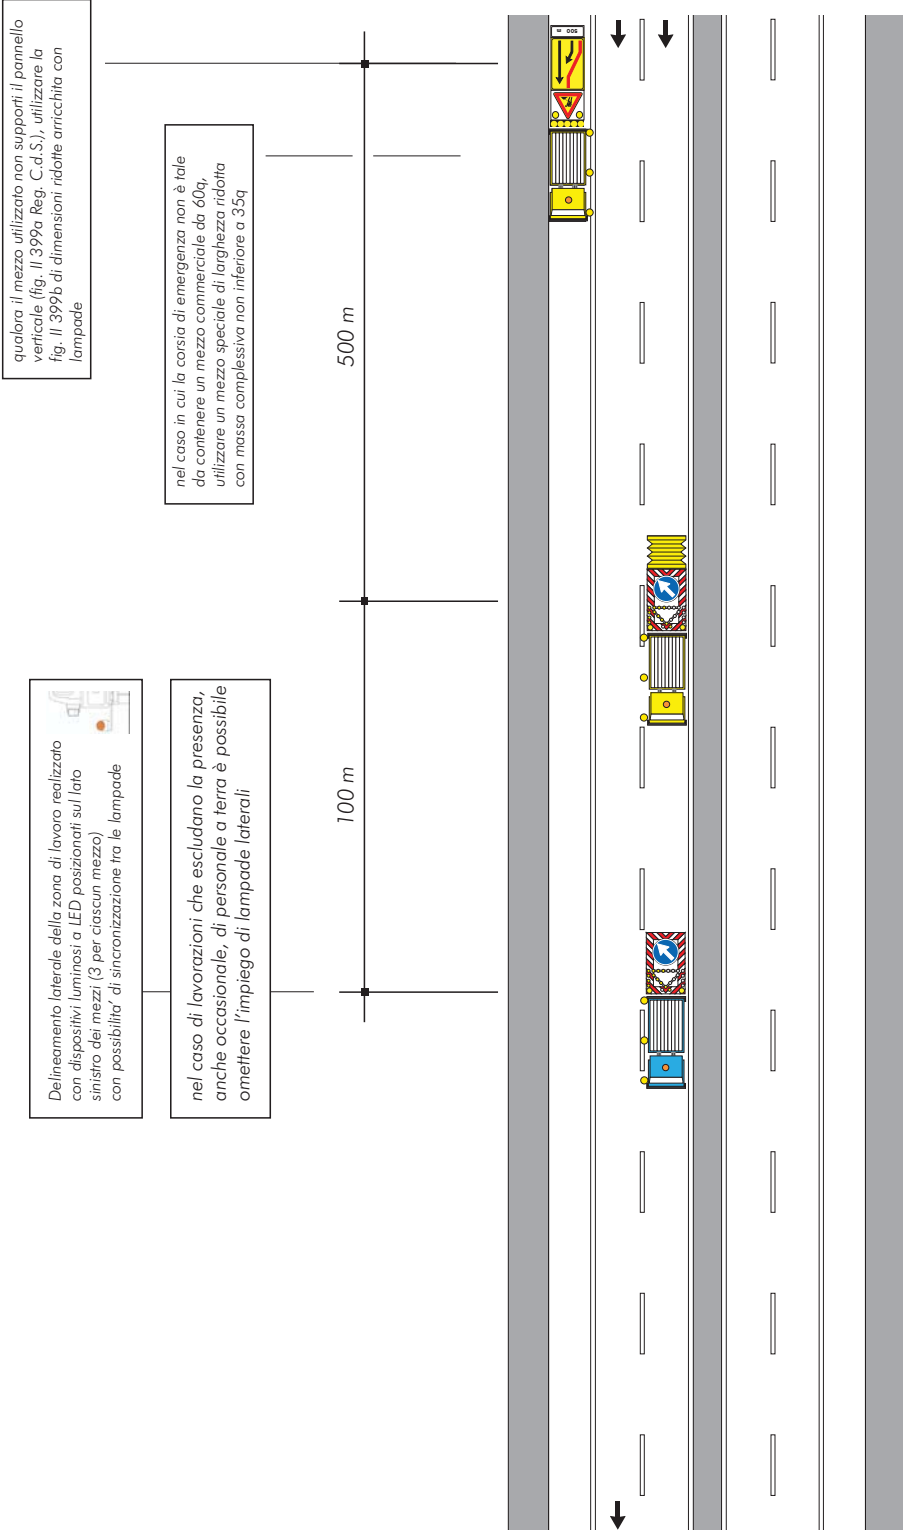 qualora il mezzo utilizzato non supporti il pannello
verticale (fig. II 399a Reg. C.d.S.), utilizzare la
fig. II 399b di dimensioni ridotte arricchita con
lampade
nel caso in cui la corsia di emergenza non è tale
da contenere un mezzo commerciale da 60q,
utilizzare un mezzo speciale di larghezza ridotta
con massa complessiva non inferiore a 35q
500 m
500 m
Delineamento laterale della zona di lavoro realizzato
con dispositivi luminosi a LED posizionati sul lato
sinistro dei mezzi (3 per ciascun mezzo)
con possibilita' di sincronizzazione tra le lampade
nel caso di lavorazioni che escludano la presenza,
anche occasionale, di personale a terra è possibile
omettere l'impiego di lampade laterali
100 m